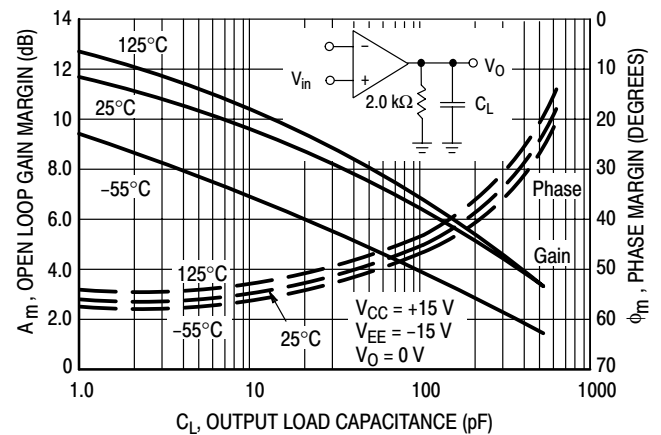 A m , OPEN LOOP GAIN MARGIN (dB)
14
12
10
8.0
6.0
4.0
2.0
0
125°C
25°C
–55°C
125°C
–55°C
25°C
–
+
Vin
VO
2.0 kΩ
CL
Phase
Gain
VCC = +15 V
VEE = –15 V
VO = 0 V
0
10
20
30
40
50
60
70
φm , PHASE MARGIN (DEGREES)
1.0 10 100 1000
CL, OUTPUT LOAD CAPACITANCE (pF)